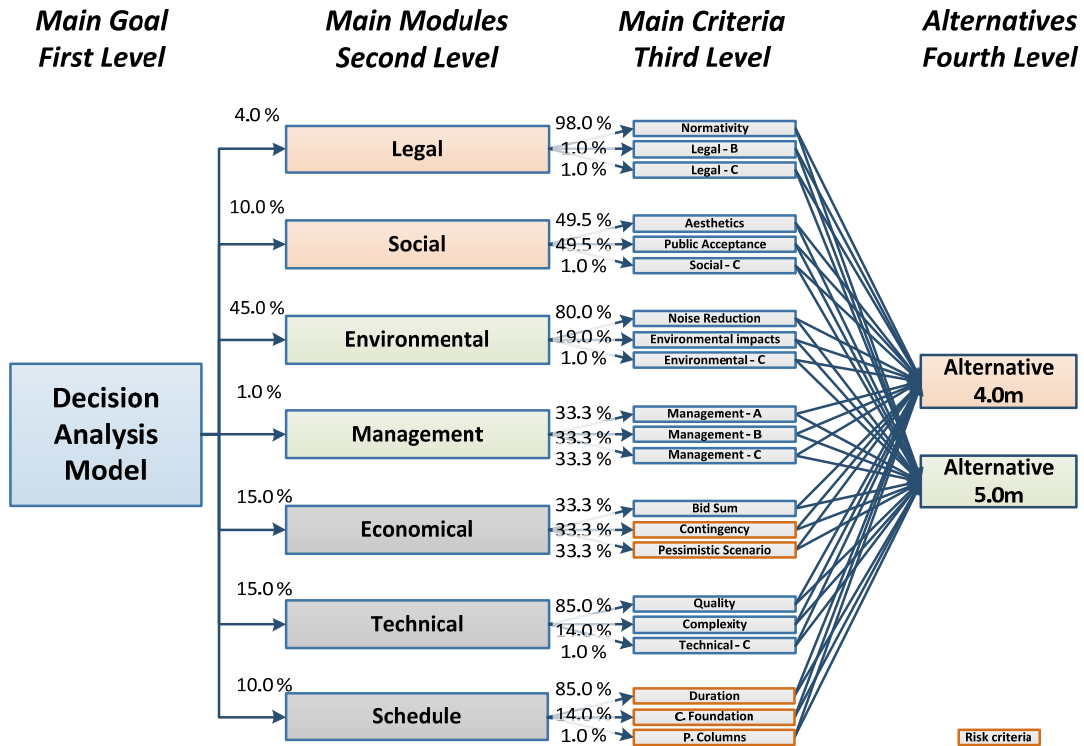 Main Goal
First Level
Main Modules
Second Level
Main Criteria
Third Level
Alternatives
Fourth Level
Decision
Analysis
Model
4.0 %
Legal
98.0 %
Normativity
1.0 %
Legal - B
1.0 %
Legal - C
10.0 %
Social
49.5 %
Aesthetics
49.5 %
Public Acceptance
1.0 %
Social - C
45.0 %
Environmental
80.0 %
Noise Reduction
19.0 %
Environmental impacts
1.0 %
Environmental - C
1.0 %
Management
33.3 %
Management - A
33.3 %
Management - B
33.3 %
Management - C
15.0 %
Economical
33.3 %
Bid Sum
33.3 %
Contingency
33.3 %
Pessimistic Scenario
15.0 %
Technical
85.0 %
Quality
14.0 %
Complexity
1.0 %
Technical - C
10.0 %
Schedule
85.0 %
Duration
14.0 %
C. Foundation
1.0 %
P. Columns
Alternative
4.0m
Alternative
5.0m
Risk criteria